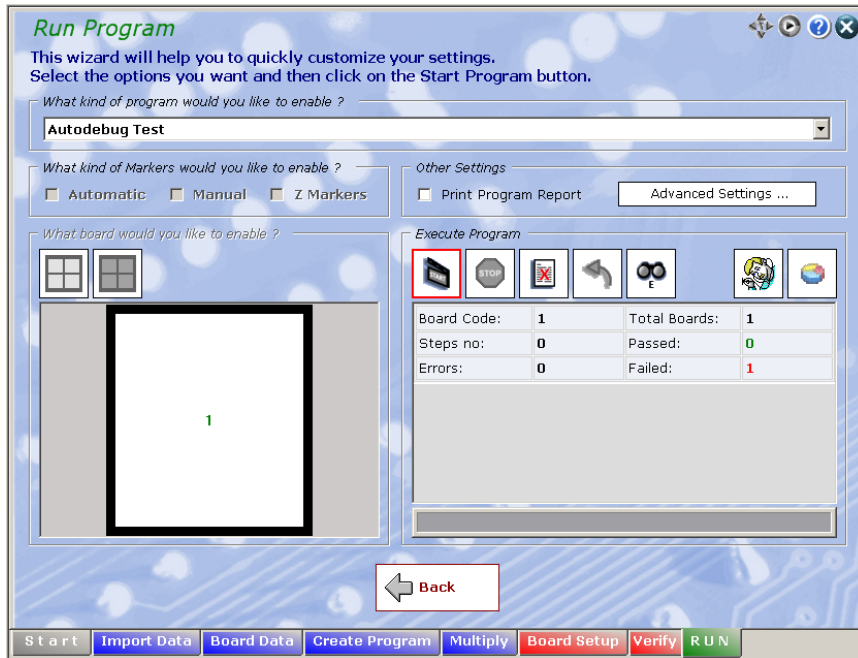 Run Program
This wizard will help you to quickly customize your settings.
Select the options you want and then click on the Start Program button.
What kind of program would you like to enable ?
Autodebug Test
What kind of Markers would you like to enable ?
Automatic Manual Z Markers
Other Settings
Print Program Report Advanced Settings ...
What board would you like to enable ?
1
Execute Program
START STOP E
Board Code: 1 Total Boards: 1
Steps no: 0 Passed: 0
Errors: 0 Failed: 1
Back
Start Import Data Board Data Create Program Multiply Board Setup Verify RUN